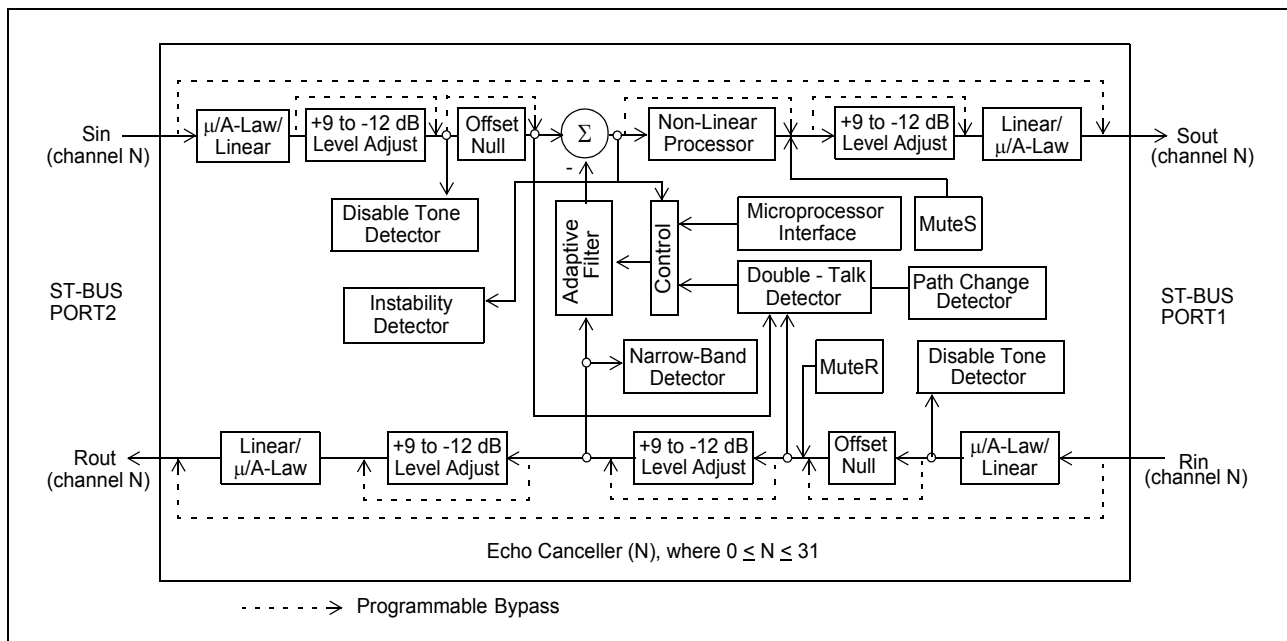 Sin
(channel N)
μ/A-Law/
Linear
+9 to -12 dB
Level Adjust
Offset
Null
Σ
-
Non-Linear
Processor
+9 to -12 dB
Level Adjust
Linear/
μ/A-Law
Sout
(channel N)
Disable Tone
Detector
Adaptive
Filter
Control
Microprocessor
Interface
MuteS
ST-BUS
PORT2
Instability
Detector
Double - Talk
Detector
Path Change
Detector
ST-BUS
PORT1
Narrow-Band
Detector
MuteR
Disable Tone
Detector
Rout
(channel N)
Linear/
μ/A-Law
+9 to -12 dB
Level Adjust
+9 to -12 dB
Level Adjust
Offset
Null
μ/A-Law/
Linear
Rin
(channel N)
Echo Canceller (N), where 0 ≤ N ≤ 31
Programmable Bypass